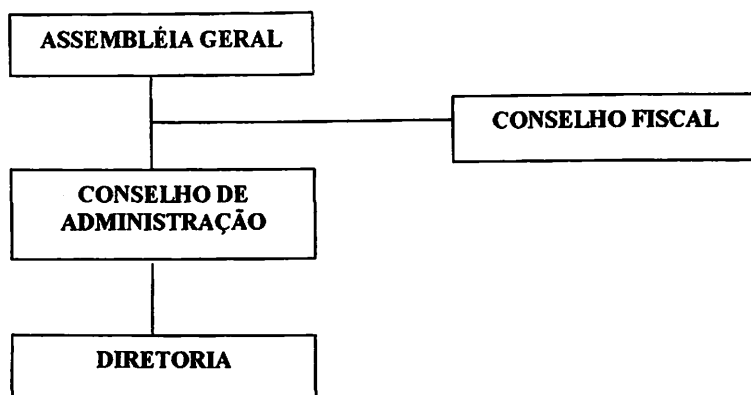 ASSEMBLÉIA GERAL
CONSELHO FISCAL
CONSELHO DE
ADMINISTRAÇÃO
DIRETORIA